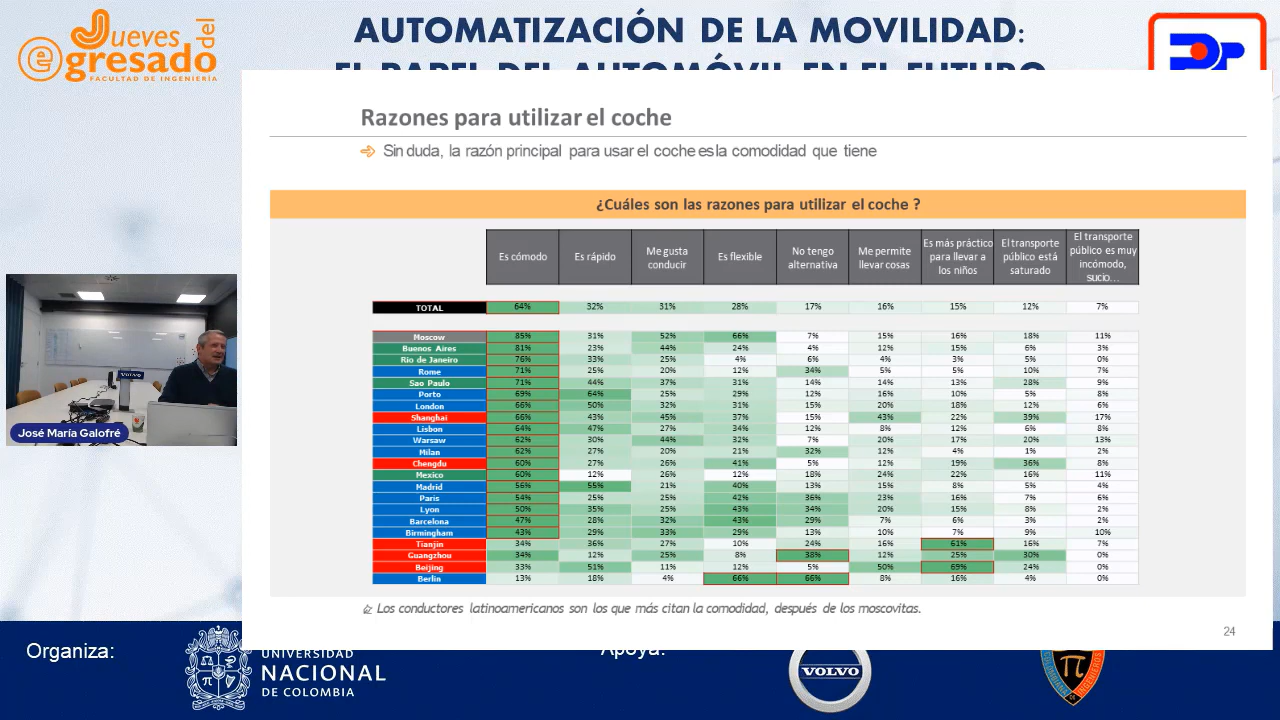 Jueves del
egresado
FACULTAD DE INGENIERÍA
AUTOMATIZACIÓN DE LA MOVILIDAD:
EL PAPEL DEL AUTOMÓVIL EN EL FUTURO
Razones para utilizar el coche
Sin duda, la razón principal para usar el coche es la comodidad que tiene
¿Cuáles son las razones para utilizar el coche ?
Es cómodo Es rápido Me gusta conducir Es flexible No tengo alternativa Me permite llevar cosas Es más práctico para llevar a los niños El transporte público está saturado El transporte público es muy incómodo, sucio...
TOTAL 64% 32% 31% 28% 17% 16% 15% 12% 7%
Moscow 85% 31% 52% 66% 7% 15% 16% 18% 11%
Buenos Aires 81% 23% 44% 24% 4% 12% 15% 6% 3%
Rio de Janeiro 76% 33% 25% 4% 6% 4% 3% 5% 0%
Rome 71% 25% 20% 12% 34% 5% 5% 10% 7%
Sao Paulo 71% 44% 37% 31% 14% 14% 13% 28% 9%
Porto 69% 64% 25% 29% 12% 16% 10% 5% 8%
London 66% 50% 32% 31% 15% 20% 18% 12% 6%
Shanghai 66% 43% 45% 37% 15% 43% 22% 39% 17%
Lisbon 64% 47% 27% 34% 12% 8% 12% 6% 8%
Warsaw 62% 30% 44% 32% 7% 20% 17% 20% 13%
Milan 62% 27% 20% 21% 32% 12% 4% 1% 2%
Chengdu 60% 27% 26% 41% 5% 12% 19% 36% 8%
Mexico 60% 12% 26% 12% 18% 24% 22% 16% 11%
Madrid 56% 55% 21% 40% 13% 15% 8% 5% 4%
Paris 54% 25% 25% 42% 36% 23% 16% 7% 6%
Lyon 50% 35% 25% 43% 34% 20% 15% 8% 2%
Barcelona 47% 28% 32% 43% 29% 7% 6% 3% 2%
Birmingham 43% 29% 33% 29% 13% 10% 7% 9% 10%
Tianjin 34% 36% 27% 10% 24% 16% 61% 16% 7%
Guangzhou 34% 12% 25% 8% 38% 12% 25% 30% 0%
Beijing 33% 51% 11% 12% 5% 50% 69% 24% 0%
Berlin 13% 18% 4% 66% 66% 8% 16% 4% 0%
Los conductores latinoamericanos son los que más citan la comodidad, después de los moscovitas.
24
VOLVO
José María Galofré
Organiza:
UNIVERSIDAD
NACIONAL
DE COLOMBIA
Apoya:
VOLVO